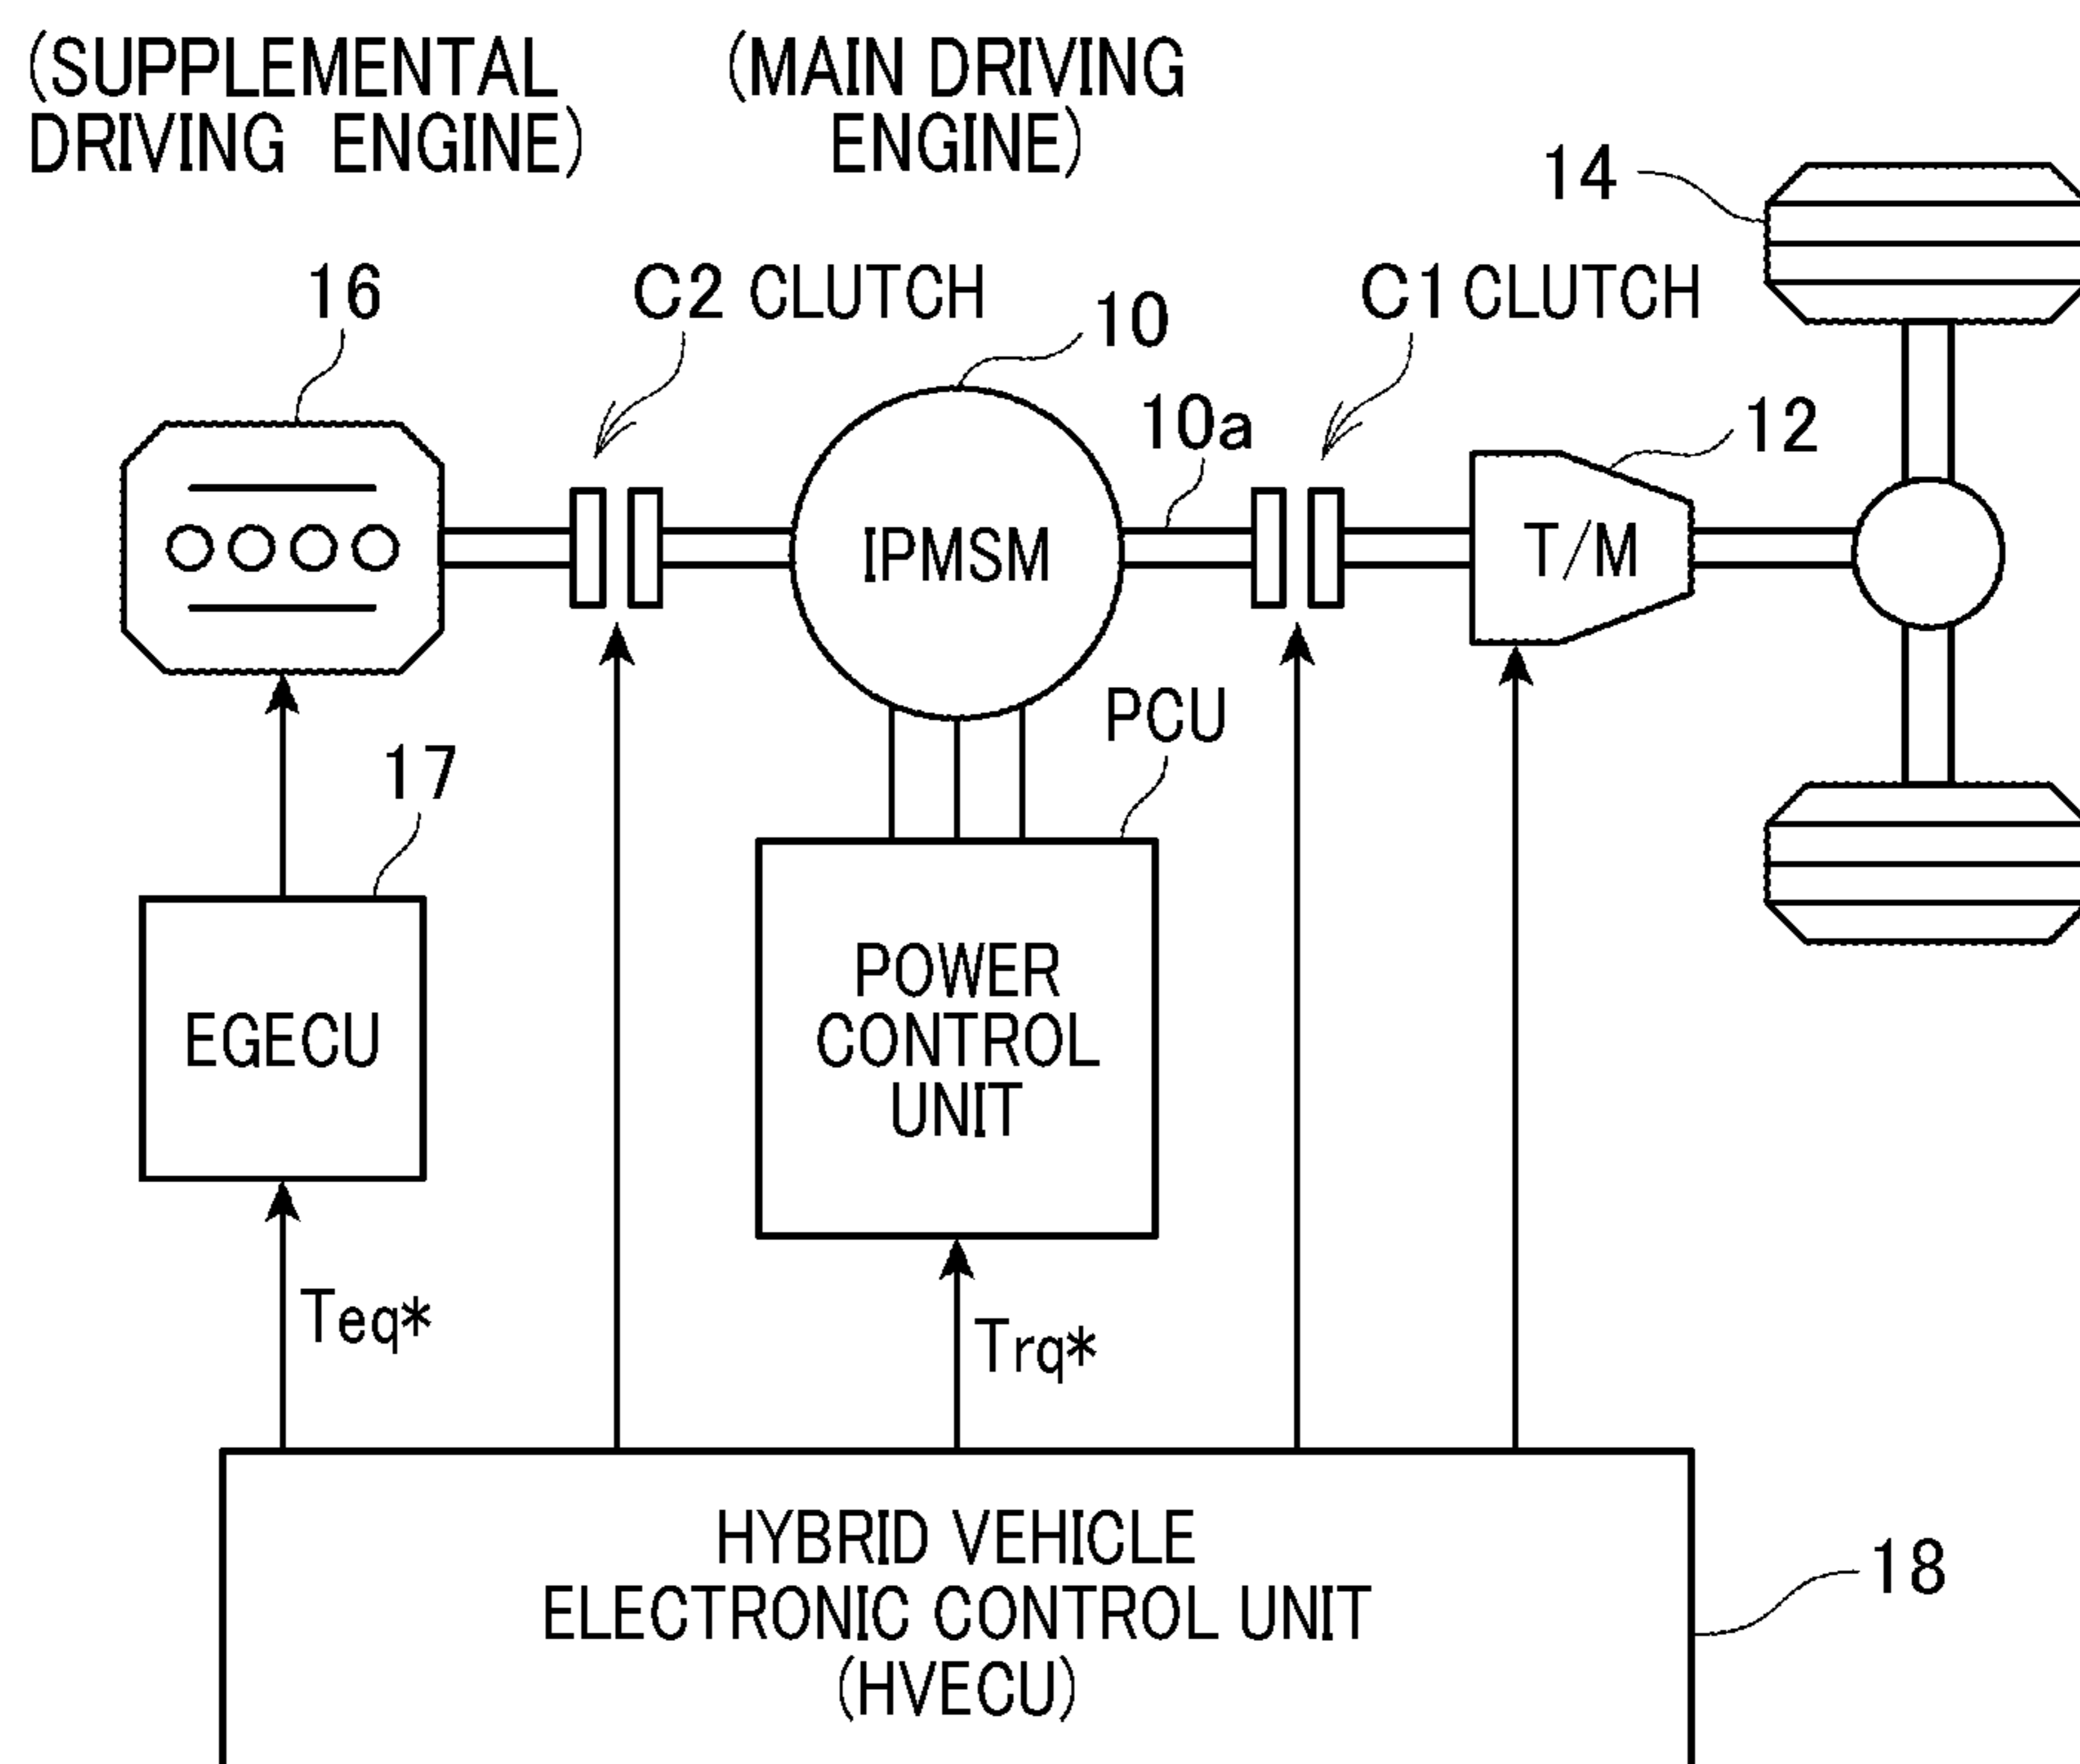 (SUPPLEMENTAL
DRIVING ENGINE)
(MAIN DRIVING
ENGINE)
14
16
C2 CLUTCH
10
C1 CLUTCH
10a
12
IPMSM
T/M
PCU
17
POWER
CONTROL
UNIT
EGECU
Teq*
Trq*
HYBRID VEHICLE
ELECTRONIC CONTROL UNIT
(HVECU)
18